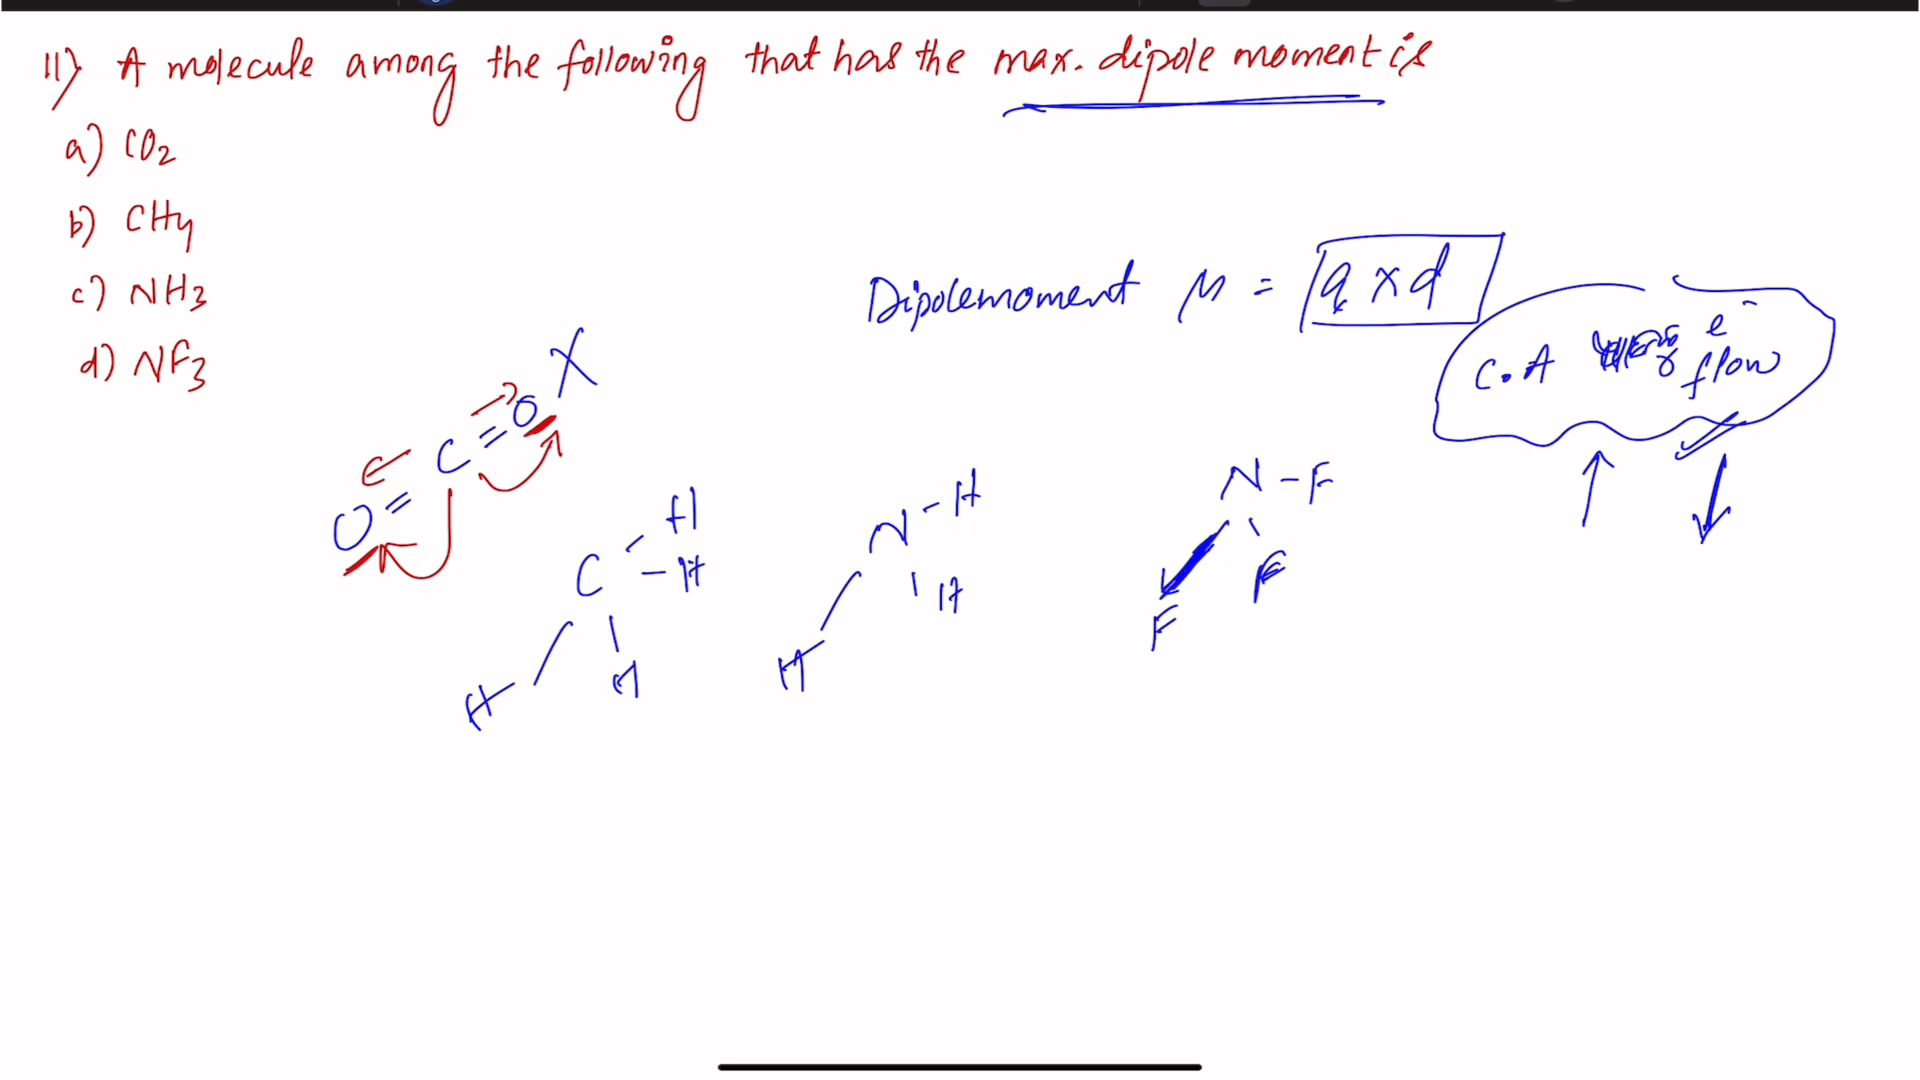 11) A molecule among the following that has the max. dipole moment is
a) CO2
b) CH4
c) NH3
d) NF3
Dipolemoment M = q x d
C.A e- flow
O = C = O X
C - H - H
H H
N - H
H H
N - F
F F